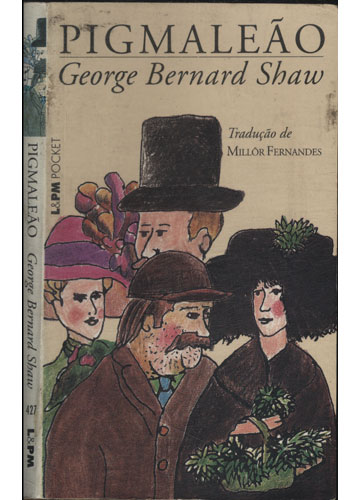 PIGMALEÃO
George Bernard Shaw
Tradução de
MILLÔR FERNANDES
L&PM POCKET
PIGMALEÃO
George Bernard Shaw
427
L&PM